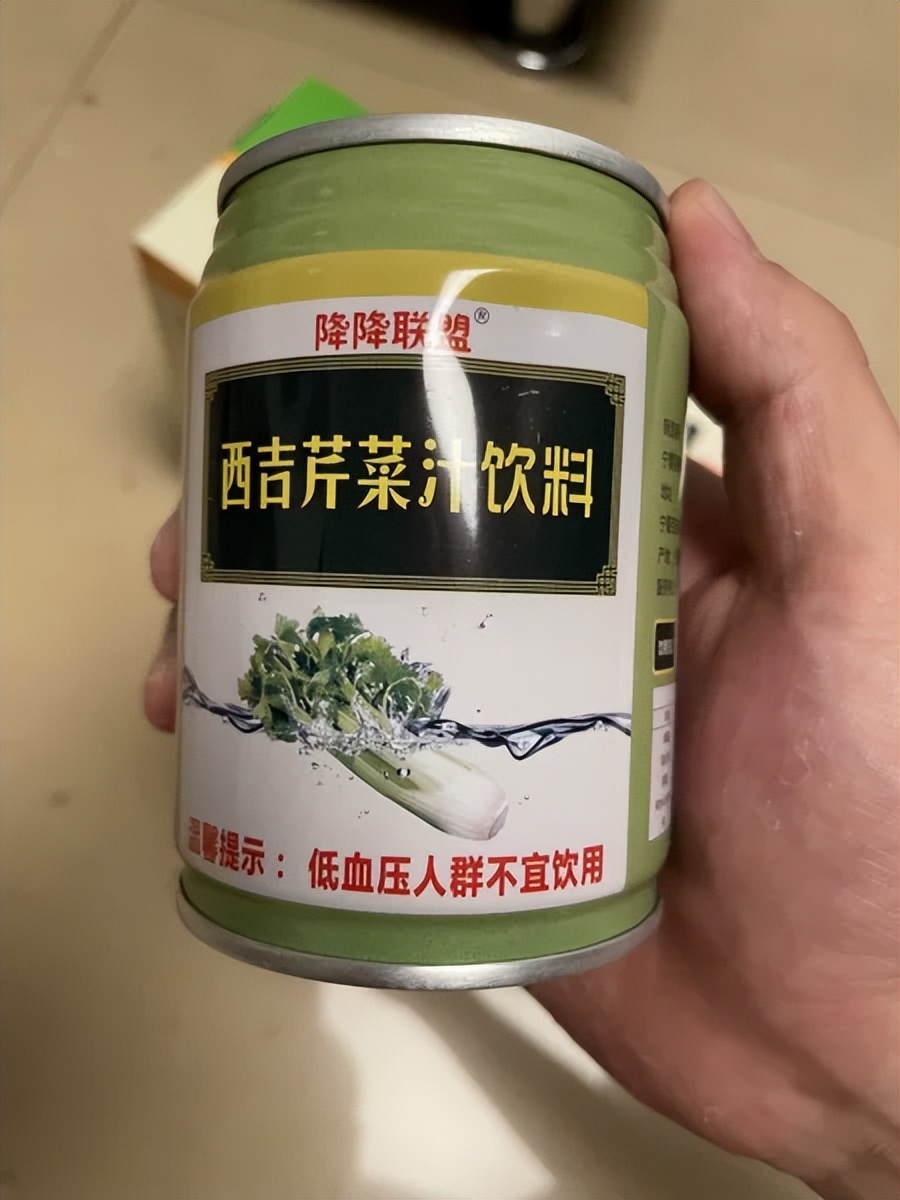 降降联盟®
西吉芹菜汁饮料
温馨提示：低血压人群不宜饮用